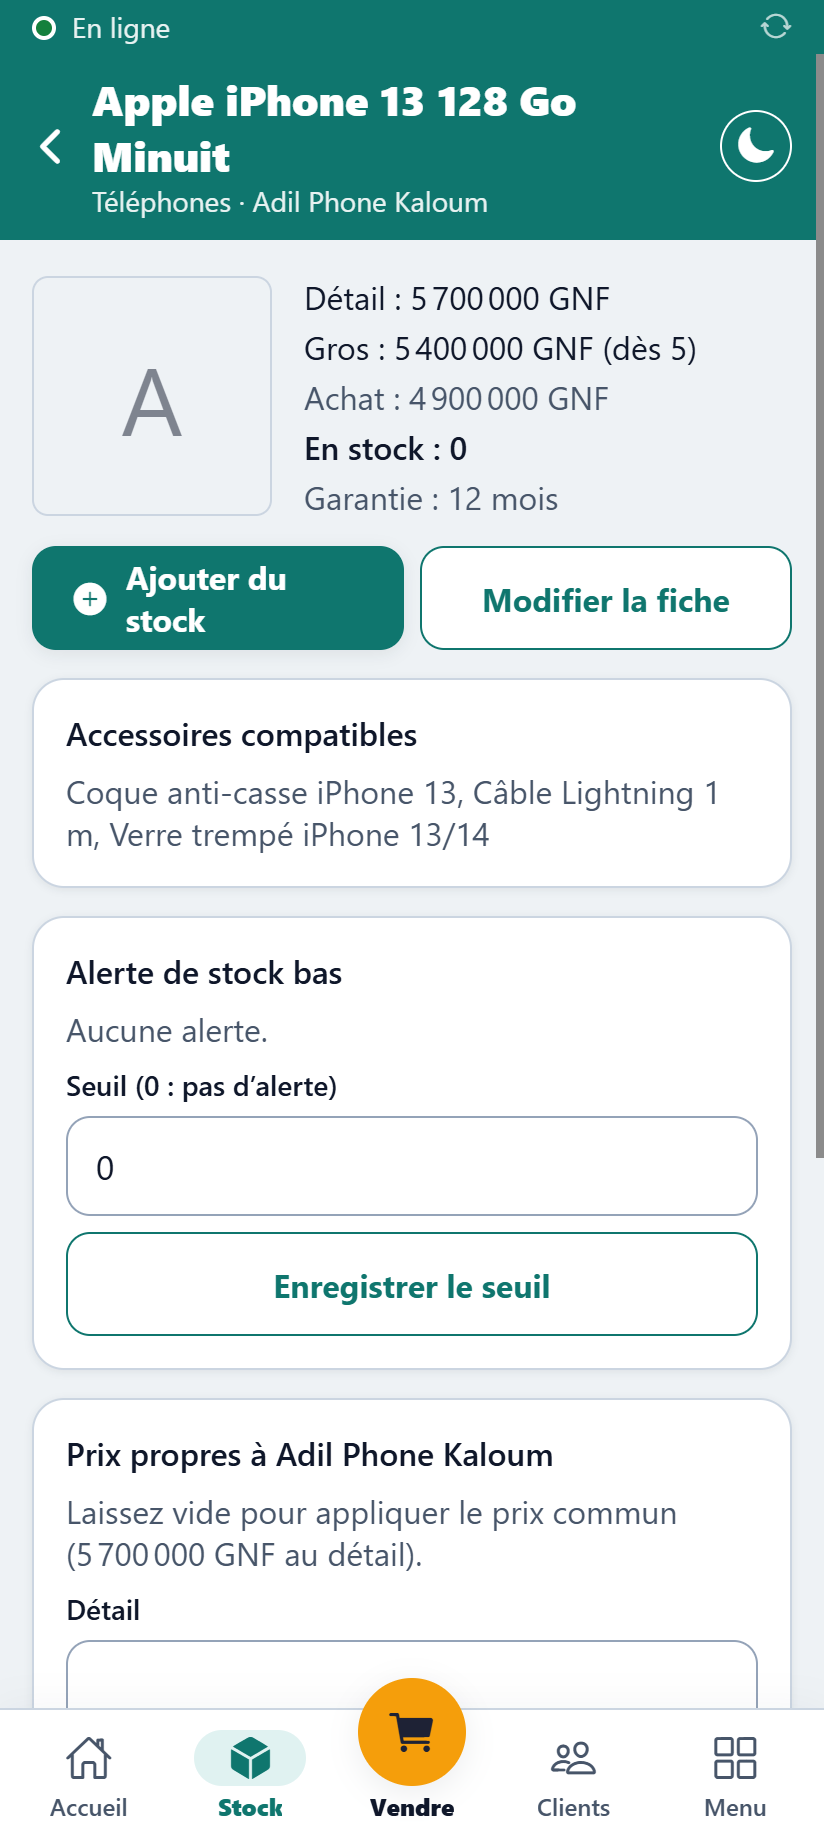 En ligne
Apple iPhone 13 128 Go
Minuit
Téléphones · Adil Phone Kaloum
A
Détail : 5 700 000 GNF
Gros : 5 400 000 GNF (dès 5)
Achat : 4 900 000 GNF
En stock : 0
Garantie : 12 mois
Ajouter du
stock
Modifier la fiche
Accessoires compatibles
Coque anti-casse iPhone 13, Câble Lightning 1
m, Verre trempé iPhone 13/14
Alerte de stock bas
Aucune alerte.
Seuil (0 : pas d’alerte)
0
Enregistrer le seuil
Prix propres à Adil Phone Kaloum
Laissez vide pour appliquer le prix commun
(5 700 000 GNF au détail).
Détail
Accueil
Stock
Vendre
Clients
Menu